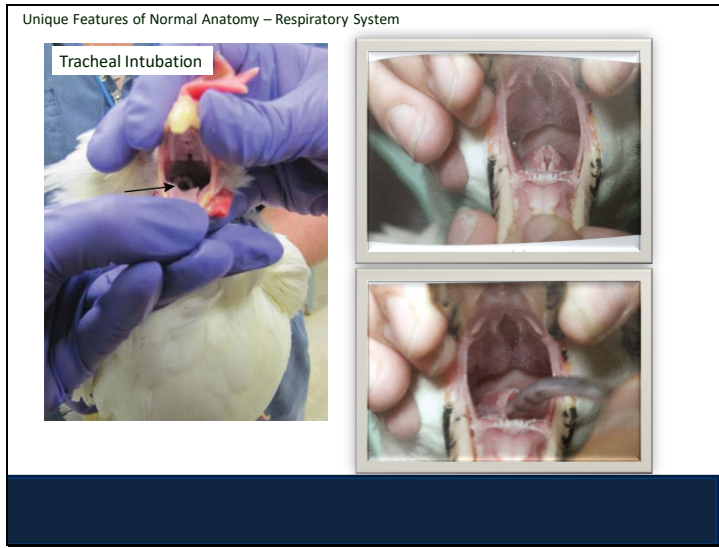 Unique Features of Normal Anatomy – Respiratory System
Tracheal Intubation